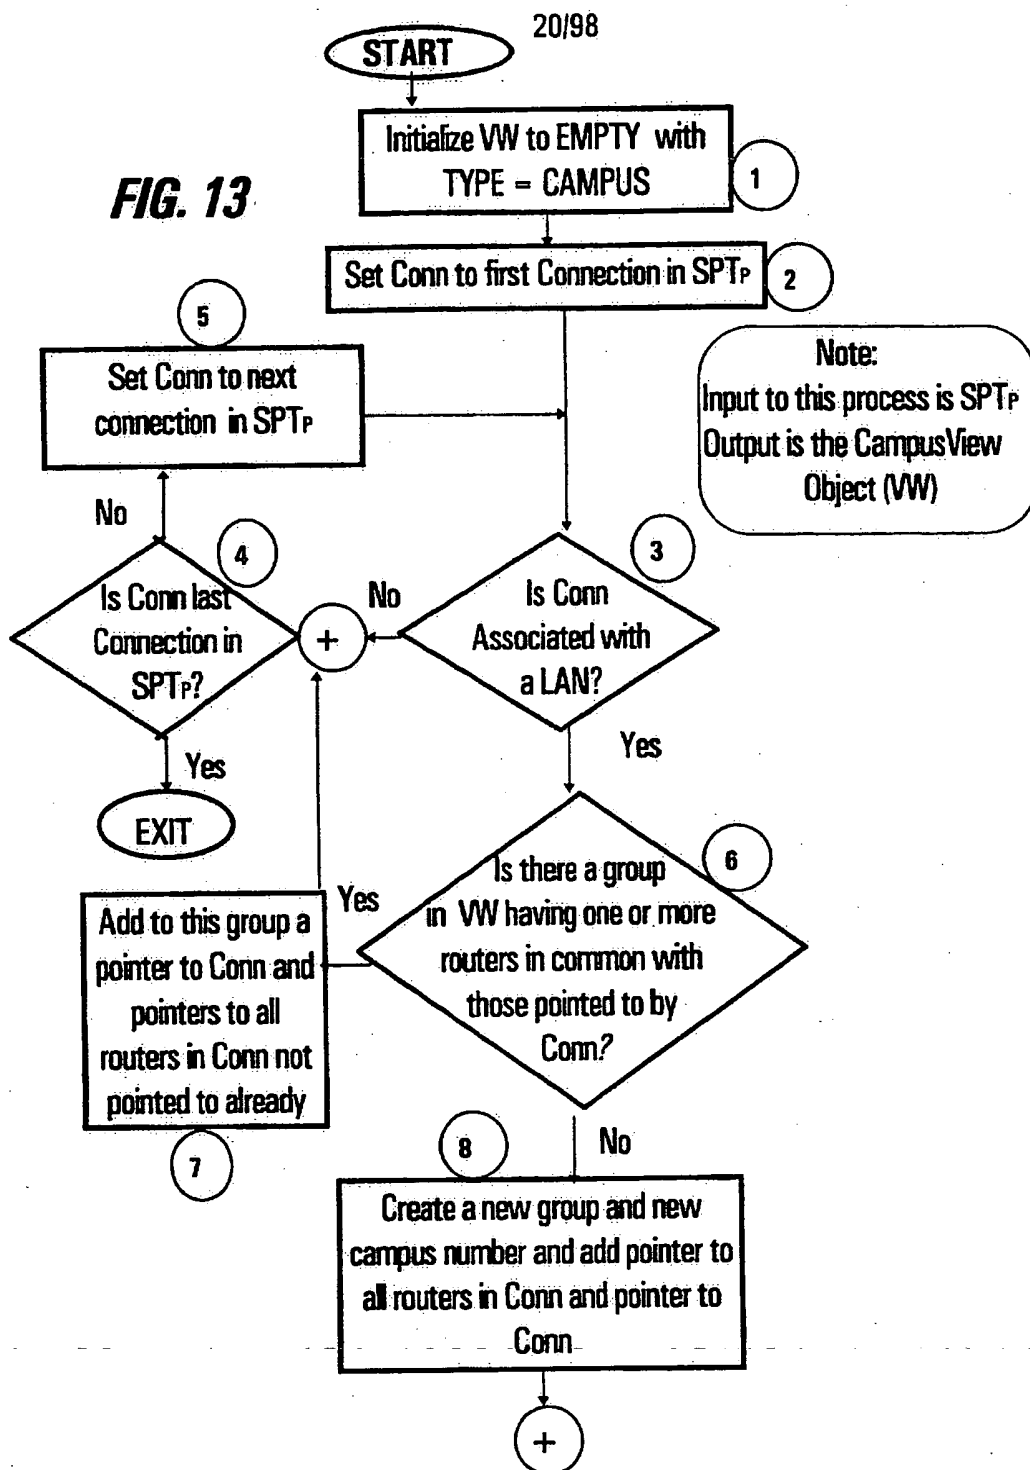 20/98
START
Initialize VW to EMPTY with
TYPE = CAMPUS
1
FIG. 13
Set Conn to first Connection in SPTP
2
5
Set Conn to next
connection in SPTP
Note:
Input to this process is SPTP
Output is the CampusView
Object (VW)
No
4
Is Conn last
Connection in
SPTP?
+
No
3
Is Conn
Associated with
a LAN?
Yes
EXIT
Yes
6
Is there a group
in VW having one or more
routers in common with
those pointed to by
Conn?
Yes
Add to this group a
pointer to Conn and
pointers to all
routers in Conn not
pointed to already
7
No
8
Create a new group and new
campus number and add pointer to
all routers in Conn and pointer to
Conn
+